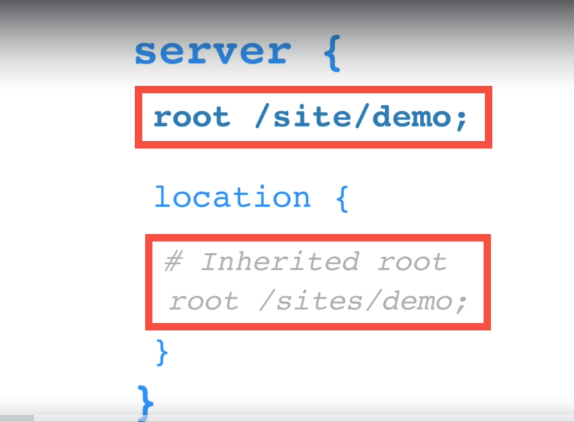 server {
root /site/demo;
location {
# Inherited root
root /sites/demo;
}
}